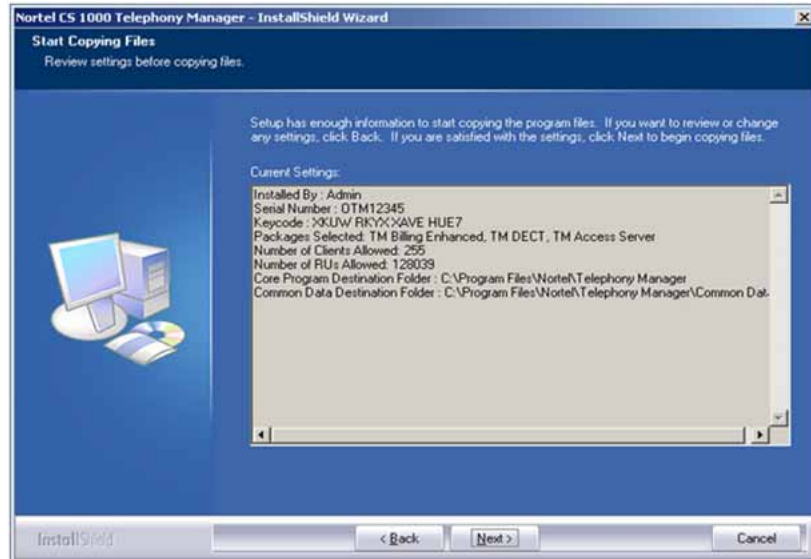 Nortel CS 1000 Telephony Manager - InstallShield Wizard
Start Copying Files
Review settings before copying files.
Setup has enough information to start copying the program files. If you want to review or change
any settings, click Back. If you are satisfied with the settings, click Next to begin copying files.
Current Settings:
Installed By : Admin
Serial Number : OTM12345
Keycode : XKUW RKYX XAVE HUE7
Packages Selected: TM Billing Enhanced, TM DECT, TM Access Server
Number of Clients Allowed: 255
Number of RUs Allowed: 128039
Core Program Destination Folder : C:\Program Files\Nortel\Telephony Manager
Common Data Destination Folder : C:\Program Files\Nortel\Telephony Manager\Common Dat
InstallShield
< Back
Next >
Cancel